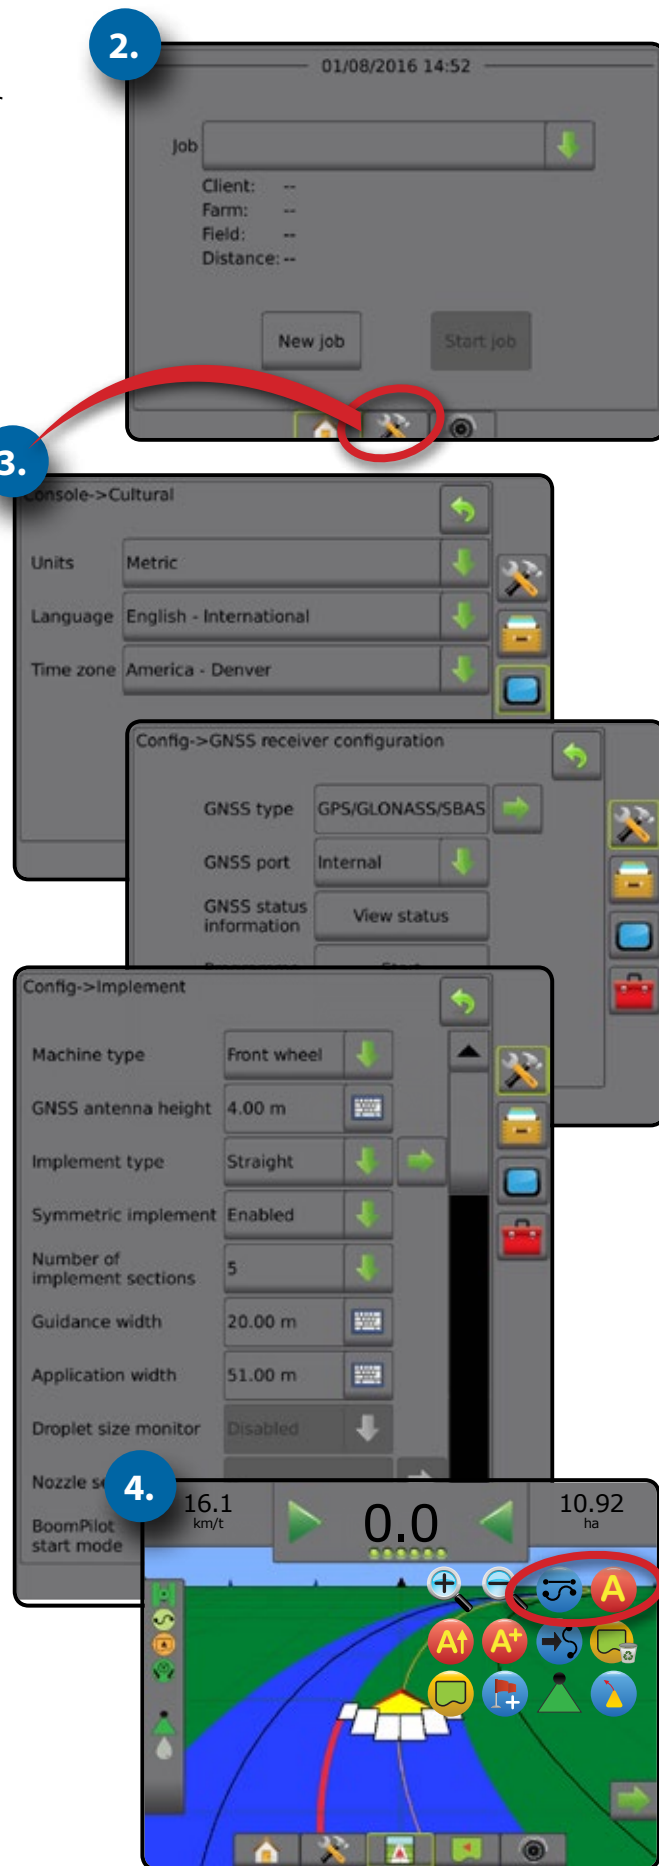 2.
01/08/2016 14:52
Job
Client: --
Farm: --
Field: --
Distance: --
New job
Start job
3.
Console->Cultural
Units Metric
Language English - International
Time zone America - Denver
Config->GNSS receiver configuration
GNSS type GPS/GLONASS/SBAS
GNSS port Internal
GNSS status information View status
Config->Implement
Machine type Front wheel
GNSS antenna height 4.00 m
Implement type Straight
Symmetric implement Enabled
Number of implement sections 5
Guidance width 20.00 m
Application width 51.00 m
Droplet size monitor Disabled
Nozzle
BoomPilot start mode
4.
16.1 km/t
0.0
10.92 ha
A
A
A+